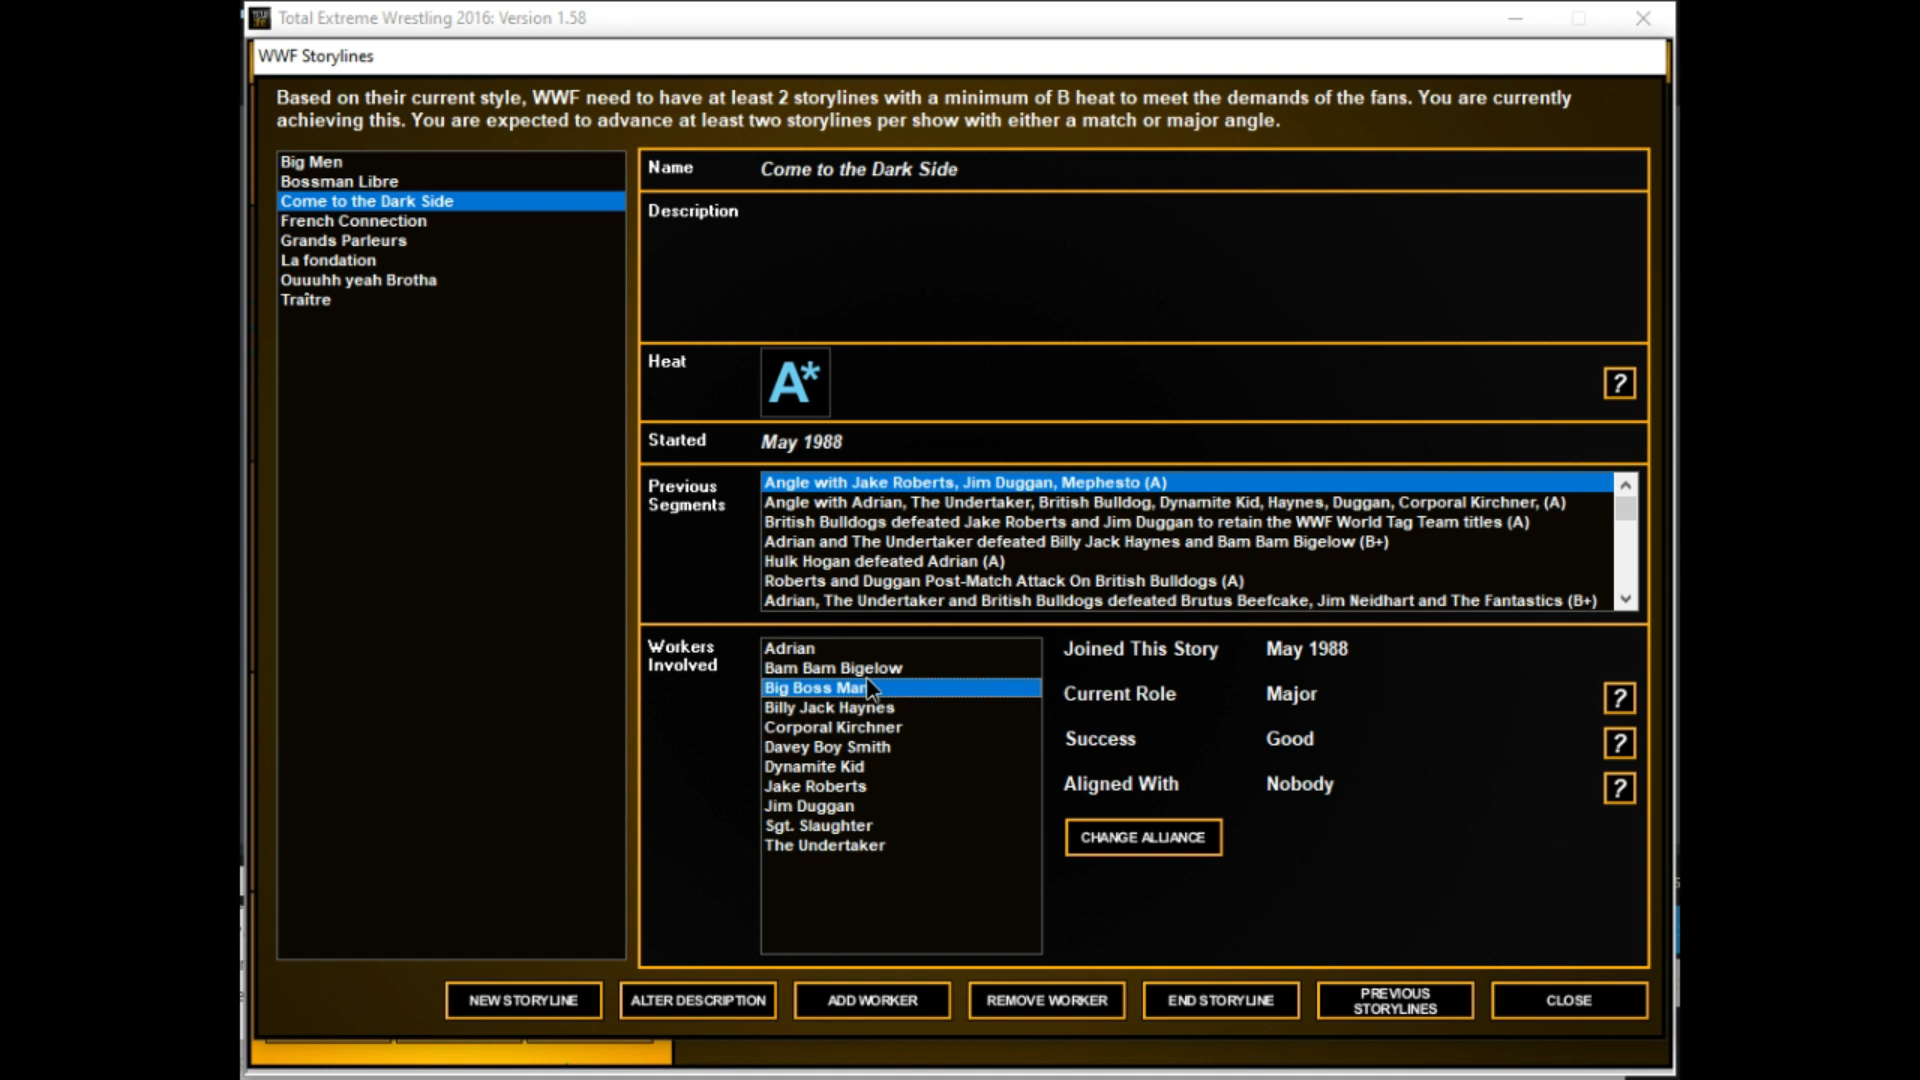 Total Extreme Wrestling 2016: Version 1.58
WWF Storylines
Based on their current style, WWF need to have at least 2 storylines with a minimum of B heat to meet the demands of the fans. You are currently
achieving this. You are expected to advance at least two storylines per show with either a match or major angle.
Big Men
Bossman Libre
Come to the Dark Side
French Connection
Grands Parleurs
La fondation
Ouuuhh yeah Brotha
Traître
Name
Come to the Dark Side
Description
Heat
A*
?
Started
May 1988
Previous
Segments
Angle with Jake Roberts, Jim Duggan, Mephesto (A)
Angle with Adrian, The Undertaker, British Bulldog, Dynamite Kid, Haynes, Duggan, Corporal Kirchner, (A)
British Bulldogs defeated Jake Roberts and Jim Duggan to retain the WWF World Tag Team titles (A)
Adrian and The Undertaker defeated Billy Jack Haynes and Bam Bam Bigelow (B+)
Hulk Hogan defeated Adrian (A)
Roberts and Duggan Post-Match Attack On British Bulldogs (A)
Adrian, The Undertaker and British Bulldogs defeated Brutus Beefcake, Jim Neidhart and The Fantastics (B+)
Workers
Involved
Adrian
Bam Bam Bigelow
Big Boss Man
Billy Jack Haynes
Corporal Kirchner
Davey Boy Smith
Dynamite Kid
Jake Roberts
Jim Duggan
Sgt. Slaughter
The Undertaker
Joined This Story May 1988
Current Role Major ?
Success Good ?
Aligned With Nobody ?
CHANGE ALLIANCE
NEW STORYLINE
ALTER DESCRIPTION
ADD WORKER
REMOVE WORKER
END STORYLINE
PREVIOUS
STORYLINES
CLOSE